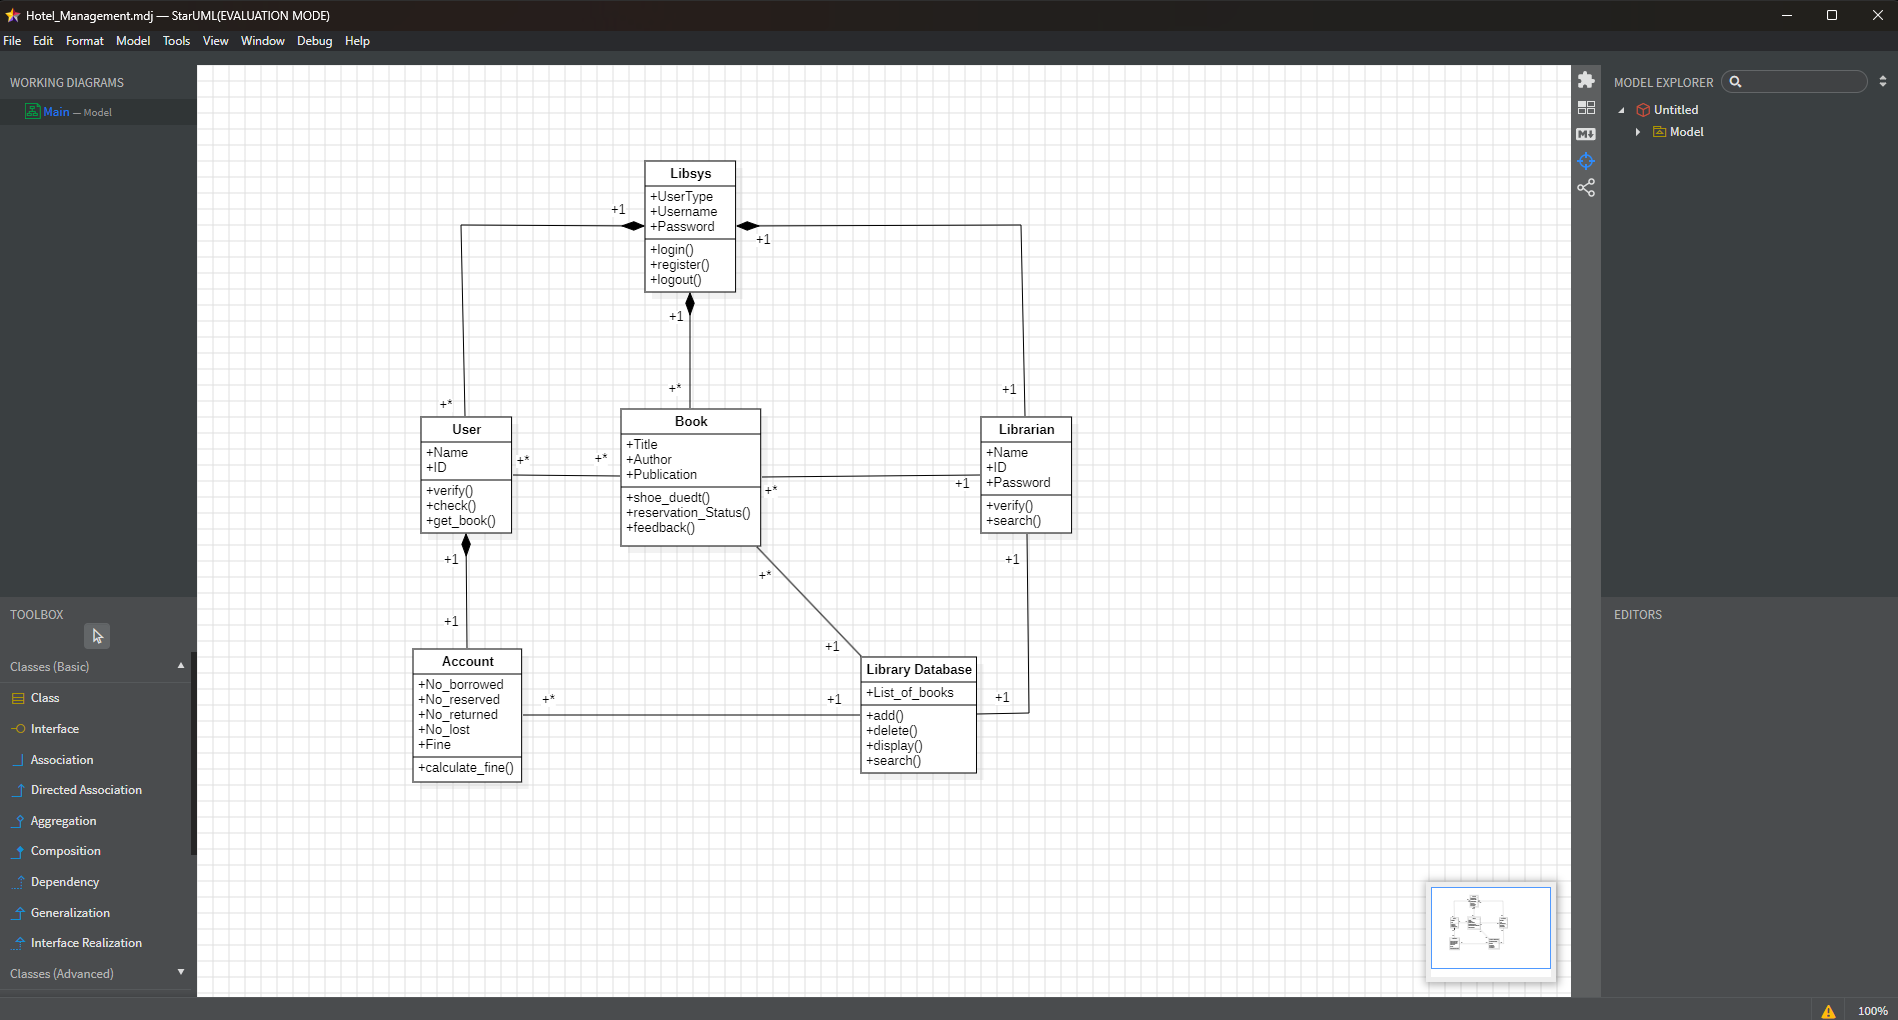 Hotel_Management.mdj — StarUML(EVALUATION MODE)
File Edit Format Model Tools View Window Debug Help
WORKING DIAGRAMS
Main — Model
TOOLBOX
Classes (Basic)
Class
Interface
Association
Directed Association
Aggregation
Composition
Dependency
Generalization
Interface Realization
Classes (Advanced)
Libsys
+UserType
+Username
+Password
+login()
+register()
+logout()
+1
+1
+1
+*
+*
+1
User
+Name
+ID
+verify()
+check()
+get_book()
+*
+*
Book
+Title
+Author
+Publication
+shoe_duedt()
+reservation_Status()
+feedback()
+*
+1
Librarian
+Name
+ID
+Password
+verify()
+search()
+1
+1
+*
+1
+1
+1
Account
+No_borrowed
+No_reserved
+No_returned
+No_lost
+Fine
+calculate_fine()
+*
+1
Library Database
+List_of_books
+add()
+delete()
+display()
+search()
+1
M↓
MODEL EXPLORER
Untitled
Model
EDITORS
100%